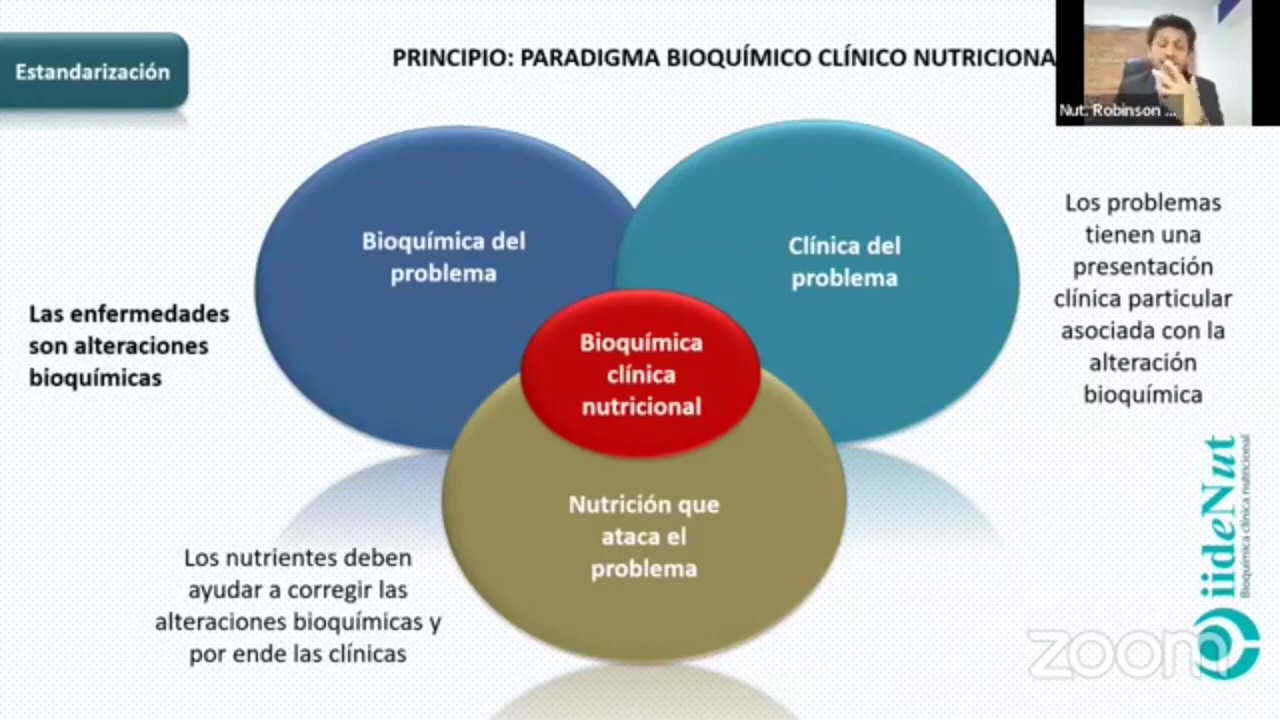 Estandarización
PRINCIPIO: PARADIGMA BIOQUÍMICO CLÍNICO NUTRICIONA
Nut. Robinson ...
Bioquímica del
problema
Clínica del
problema
Los problemas
tienen una
presentación
clínica particular
asociada con la
alteración
bioquímica
Las enfermedades
son alteraciones
bioquímicas
Bioquímica
clínica
nutricional
Nutrición que
ataca el
problema
Los nutrientes deben
ayudar a corregir las
alteraciones bioquímicas y
por ende las clínicas
iideNut
Bioquímica clínica nutricional
zoom